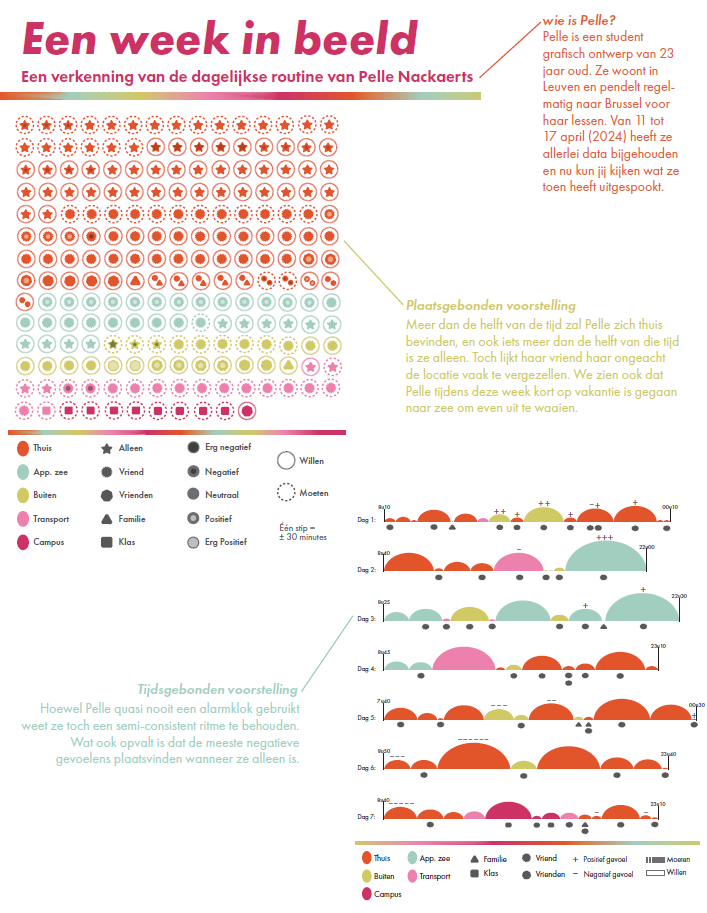 Een week in beeld
Een verkenning van de dagelijkse routine van Pelle Nackaerts
wie is Pelle?
Pelle is een student
grafisch ontwerp van 23
jaar oud. Ze woont in
Leuven en pendelt regel-
matig naar Brussel voor
haar lessen. Van 11 tot
17 april (2024) heeft ze
allerlei data bijgehouden
en nu kun jij kijken wat ze
toen heeft uitgespookt.
Plaatsgebonden voorstelling
Meer dan de helft van de tijd zal Pelle zich thuis
bevinden, en ook iets meer dan de helft van die tijd
is ze alleen. Toch lijkt haar vriend haar ongeacht
de locatie vaak te vergezellen. We zien ook dat
Pelle tijdens deze week kort op vakantie is gegaan
naar zee om even uit te waaien.
Thuis
App. zee
Buiten
Transport
Campus
Alleen
Vriend
Vrienden
Familie
Klas
Erg negatief
Negatief
Neutraal
Positief
Erg Positief
Willen
Moeten
Één stip =
± 30 minutes
Dag 1:
9u10
++
+
++
+
–+
+
00u10
Dag 2:
8u40
–
+++
22u00
Dag 3:
8u25
+
+
22u30
Dag 4:
8u45
23u10
Dag 5:
7u40
– –
– –
00u30
+
Dag 6:
9u50
– – –
– – – – – –
23u40
Dag 7:
8u40
– – – – –
–
–
23u10
Tijdsgebonden voorstelling
Hoewel Pelle quasi nooit een alarmklok gebruikt
weet ze toch een semi-consistent ritme te behouden.
Wat ook opvalt is dat de meeste negatieve
gevoelens plaatsvinden wanneer ze alleen is.
Thuis
App. zee
Familie
Vriend
+ Positief gevoel
Moeten
Buiten
Transport
Klas
Vrienden
– Negatief gevoel
Willen
Campus